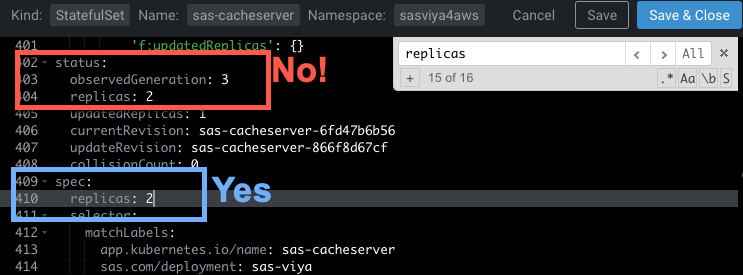 Kind: StatefulSet Name: sas-cacheserver Namespace: sasviya4aws Cancel Save Save & Close
401 'f:updatedReplicas': {}
replicas All ×
+ 15 of 16 .* Aa \b S
402 status:
403 observedGeneration: 3
404 replicas: 2
No!
405 updatedReplicas: 1
406 currentRevision: sas-cacheserver-6fd47b6b56
407 updateRevision: sas-cacheserver-866f8d67cf
408 collisionCount: 0
409 spec:
410 replicas: 2
Yes
411 selector:
412 matchLabels:
413 app.kubernetes.io/name: sas-cacheserver
414 sas.com/deployment: sas-viya